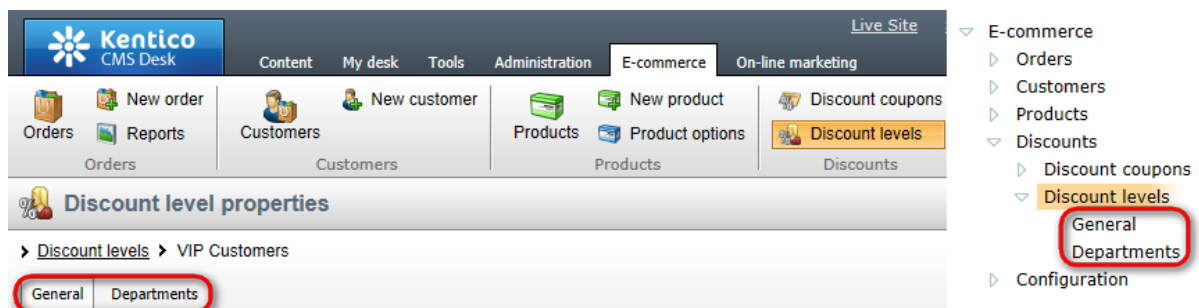 Kentico
CMS Desk
Live Site
Content My desk Tools Administration E-commerce On-line marketing
Orders New order Reports Customers New customer Products New product Product options Discount coupons Discount levels
Orders Customers Products Discounts
Discount level properties
Discount levels VIP Customers
General Departments
E-commerce
Orders
Customers
Products
Discounts
Discount coupons
Discount levels
General
Departments
Configuration